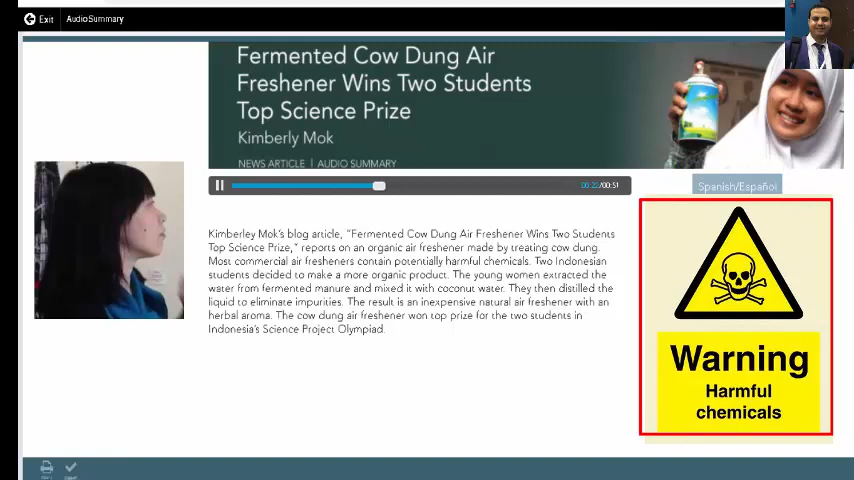 Exit AudioSummary
Fermented Cow Dung Air
Freshener Wins Two Students
Top Science Prize
Kimberly Mok
NEWS ARTICLE | AUDIO SUMMARY
00:22/00:51
Spanish/Español
Kimberley Mok's blog article, "Fermented Cow Dung Air Freshener Wins Two Students
Top Science Prize," reports on an organic air freshener made by treating cow dung.
Most commercial air fresheners contain potentially harmful chemicals. Two Indonesian
students decided to make a more organic product. The young women extracted the
water from fermented manure and mixed it with coconut water. They then distilled the
liquid to eliminate impurities. The result is an inexpensive natural air freshener with an
herbal aroma. The cow dung air freshener won top prize for the two students in
Indonesia's Science Project Olympiad.
Warning
Harmful
chemicals